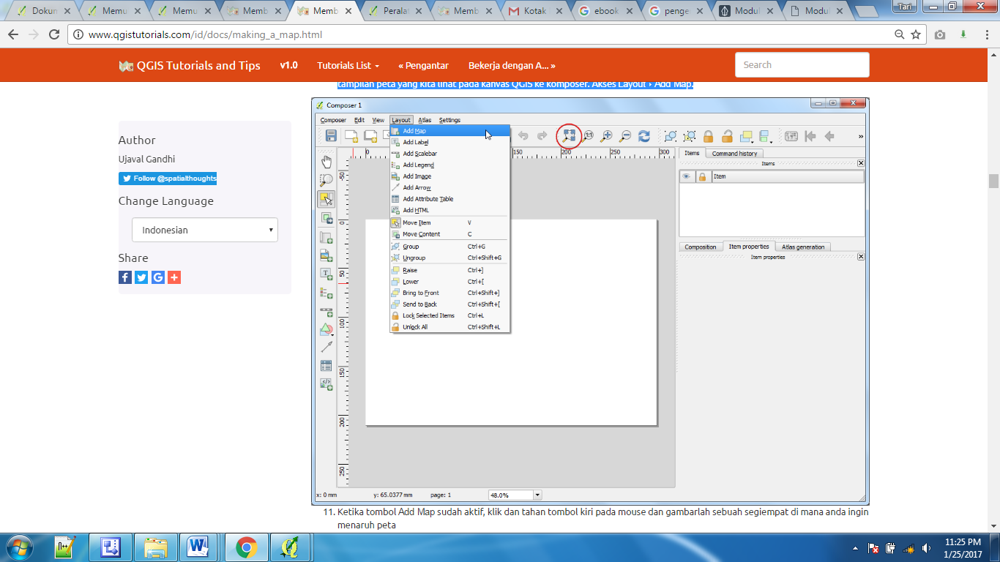 Dokun
Memu
Memu
Memb
Memb
Peralat
Memb
Kotak
ebook
penge
Modul
Modul
Tari
www.qgistutorials.com/id/docs/making_a_map.html
QGIS Tutorials and Tips
v1.0
Tutorials List
« Pengantar
Bekerja dengan A... »
Search
tampilan peta yang kita lihat pada kanvas QGIS ke komposer. Akses Layout › Add Map.
Author
Ujaval Gandhi
Follow @spatialthoughts
Change Language
Indonesian
Share
Composer 1
Composer Edit View Layout Atlas Settings
Add Map
Add Label
Add Scalebar
Add Legend
Add Image
Add Arrow
Add Attribute Table
Add HTML
Move Item V
Move Content C
Group Ctrl+G
Ungroup Ctrl+Shift+G
Raise Ctrl+]
Lower Ctrl+[
Bring to Front Ctrl+Shift+]
Send to Back Ctrl+Shift+[
Lock Selected Items Ctrl+L
Unlock All Ctrl+Shift+L
1:1
»
0 150 200 250 300
-50
0
50
100
150
200
250
Items Command history
Items
Item
Composition Item properties Atlas generation
Item properties
x: 0 mm y: 65.0377 mm page: 1 48.0%
11. Ketika tombol Add Map sudah aktif, klik dan tahan tombol kiri pada mouse dan gambarlah sebuah segiempat di mana anda ingin
menaruh peta
11:25 PM
1/25/2017